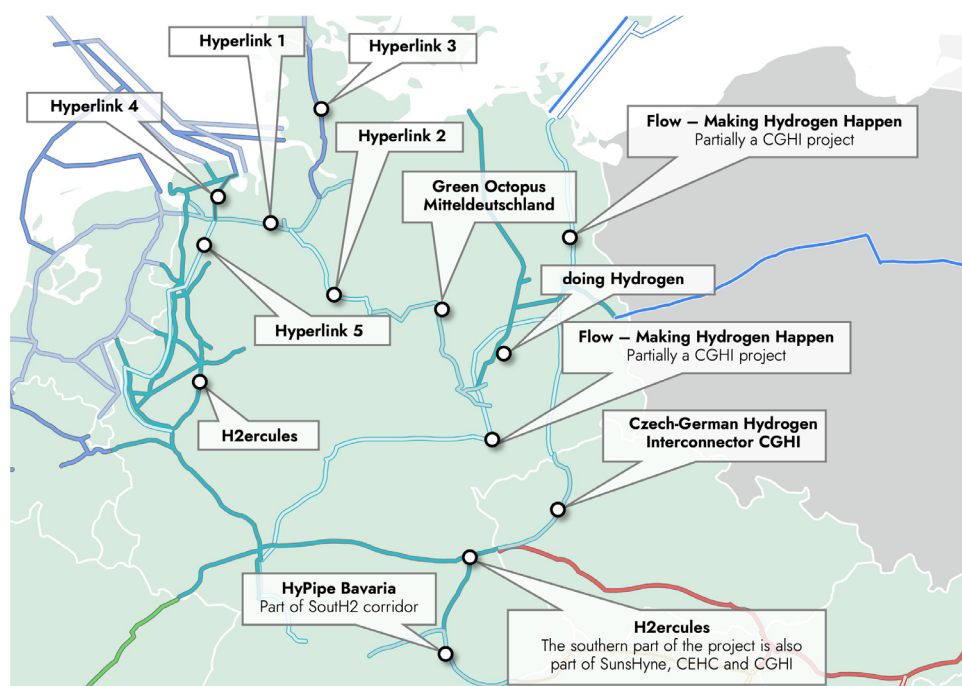 Hyperlink 1
Hyperlink 3
Hyperlink 4
Flow – Making Hydrogen Happen
Partially a CGHI project
Hyperlink 2
Green Octopus
Mitteldeutschland
doing Hydrogen
Hyperlink 5
Flow – Making Hydrogen Happen
Partially a CGHI project
H2ercules
Czech-German Hydrogen
Interconnector CGHI
HyPipe Bavaria
Part of SoutH2 corridor
H2ercules
The southern part of the project is also
part of SunsHyne, CEHC and CGHI